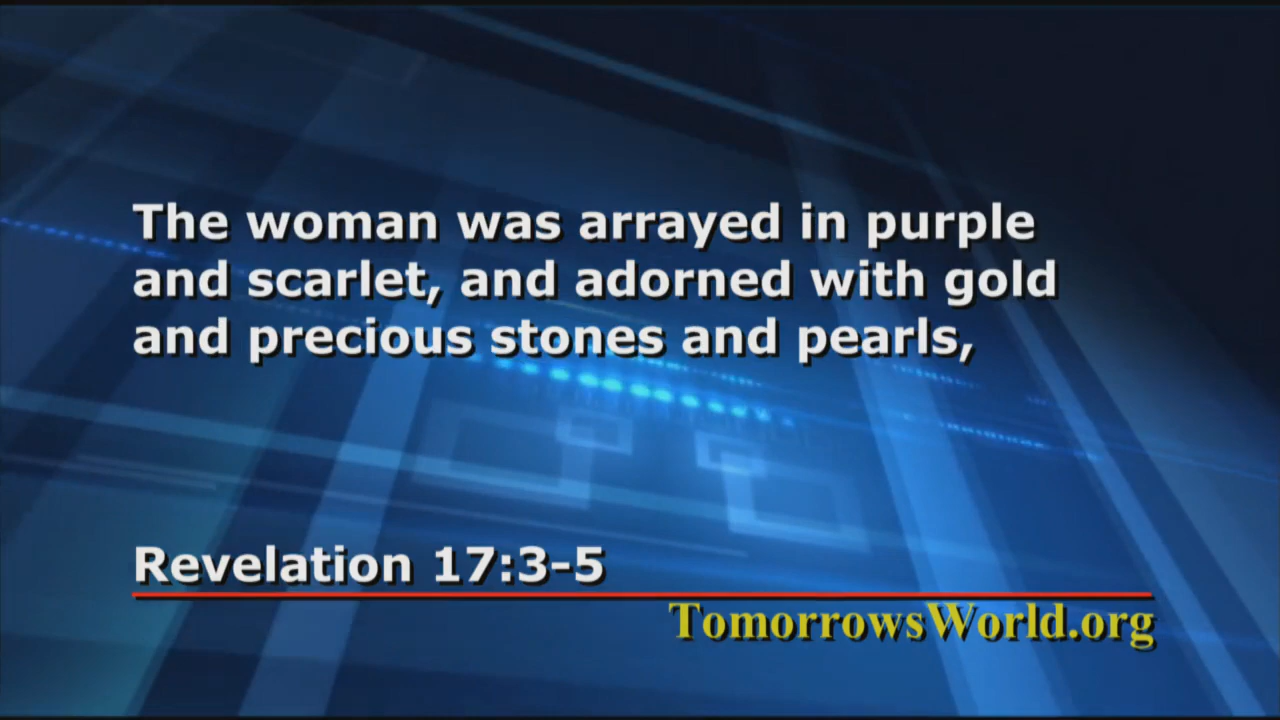 The woman was arrayed in purple
and scarlet, and adorned with gold
and precious stones and pearls,
Revelation 17:3-5
TomorrowsWorld.org